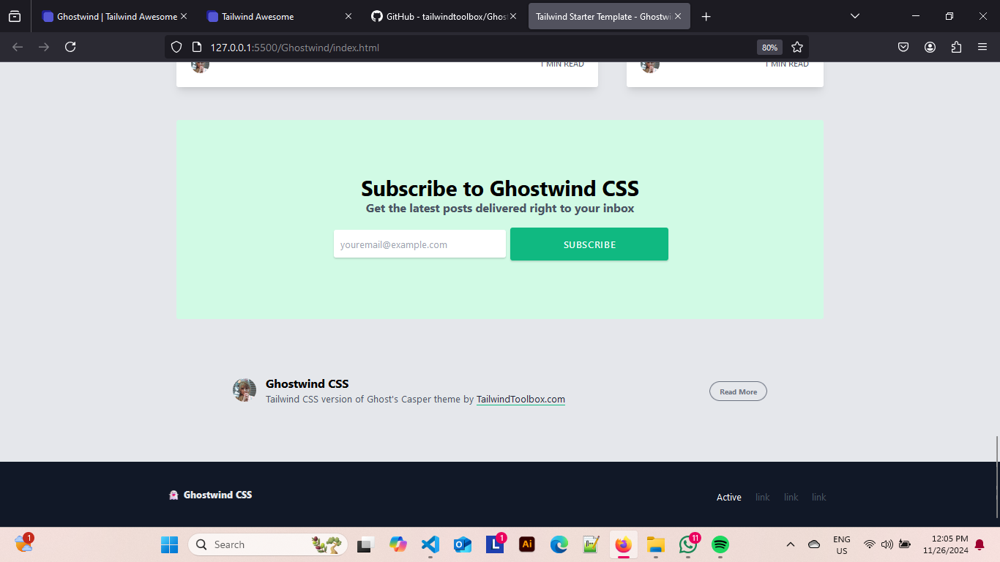 Ghostwind | Tailwind Awesome
Tailwind Awesome
GitHub - tailwindtoolbox/Ghos
Tailwind Starter Template - Ghostwi
127.0.0.1:5500/Ghostwind/index.html
80%
1 MIN READ
1 MIN READ
Subscribe to Ghostwind CSS
Get the latest posts delivered right to your inbox
youremail@example.com
SUBSCRIBE
Ghostwind CSS
Tailwind CSS version of Ghost's Casper theme by TailwindToolbox.com
Read More
Ghostwind CSS
Active link link link
1
Search
L
1
Ai
11
ENG
US
12:05 PM
11/26/2024